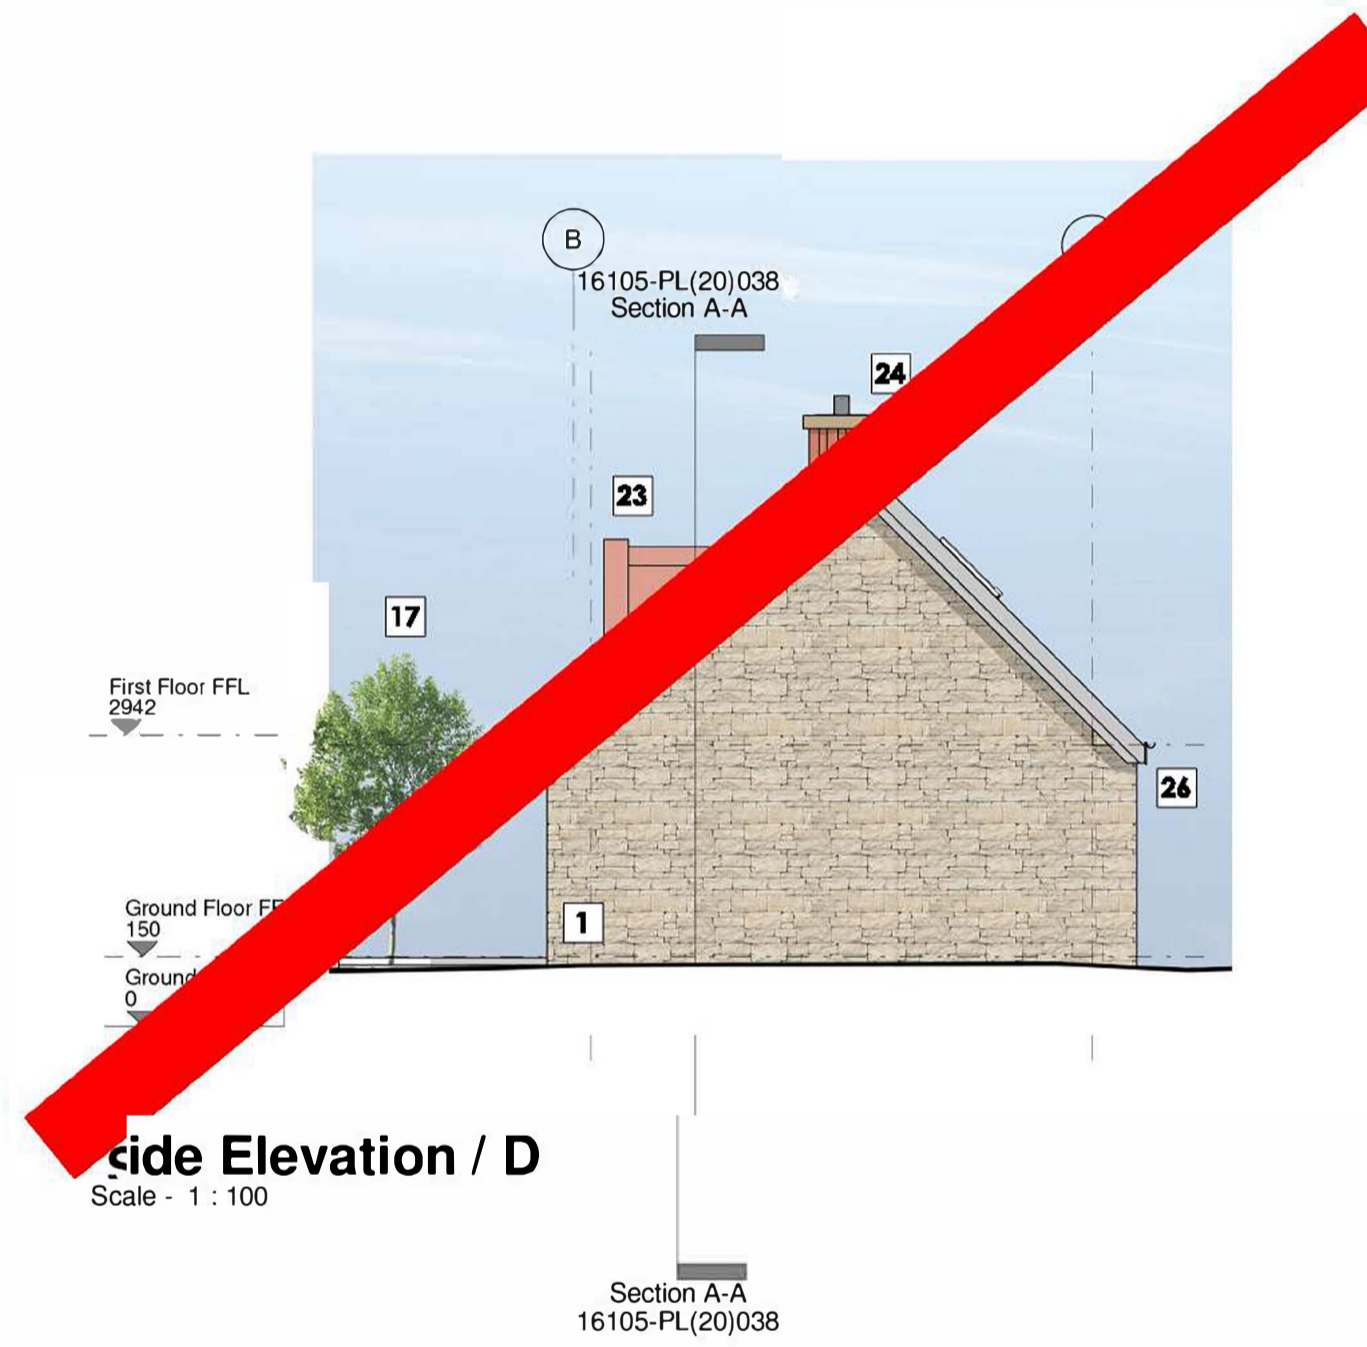 B
16105-PL(20)038
Section A-A
24
23
17
First Floor FFL
2942
26
Ground Floor
150
1
0
Elevation / D
Scale - 1 : 100
Section A-A
16105-PL(20)038